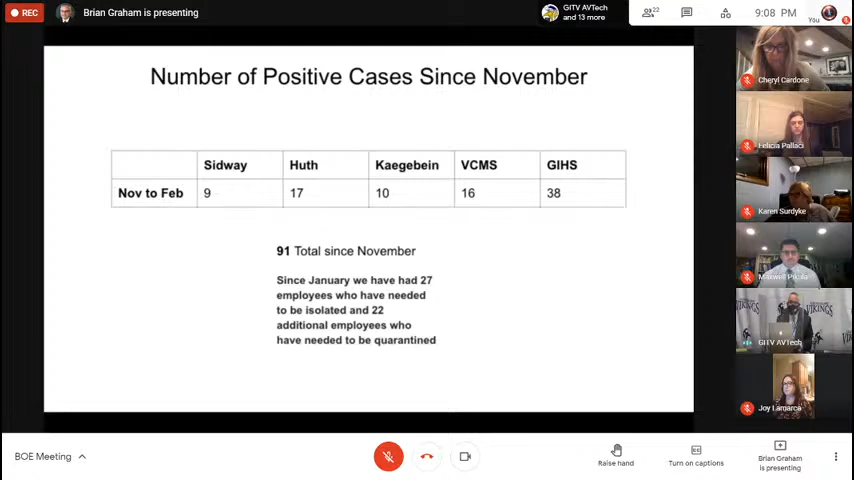 REC
Brian Graham is presenting
GITV AVTech
and 13 more
22
9:08 PM
You
Number of Positive Cases Since November
Sidway Huth Kaegebein VCMS GIHS
Nov to Feb 9 17 10 16 38
91 Total since November
Since January we have had 27
employees who have needed
to be isolated and 22
additional employees who
have needed to be quarantined
Cheryl Cardone
Felicia Pallaci
Karen Surdyke
Maxwell Pikula
VIKINGS
GITV AVTech
Joy Lamarca
BOE Meeting
Raise hand
Turn on captions
Brian Graham
is presenting